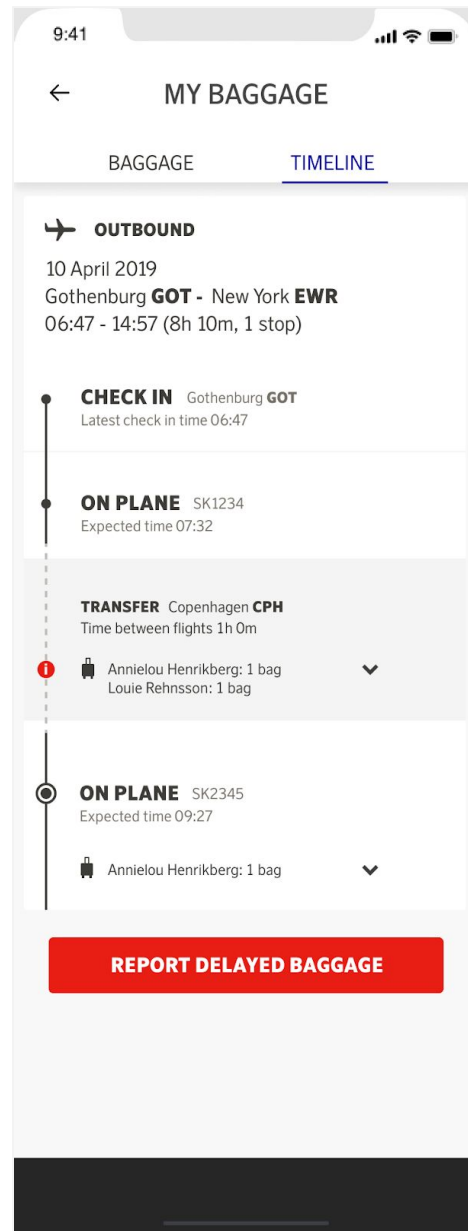 9:41
MY BAGGAGE
BAGGAGE TIMELINE
OUTBOUND
10 April 2019
Gothenburg GOT - New York EWR
06:47 - 14:57 (8h 10m, 1 stop)
CHECK IN Gothenburg GOT
Latest check in time 06:47
ON PLANE SK1234
Expected time 07:32
TRANSFER Copenhagen CPH
Time between flights 1h 0m
Annielou Henrikberg: 1 bag
Louie Rehnsson: 1 bag
ON PLANE SK2345
Expected time 09:27
Annielou Henrikberg: 1 bag
REPORT DELAYED BAGGAGE